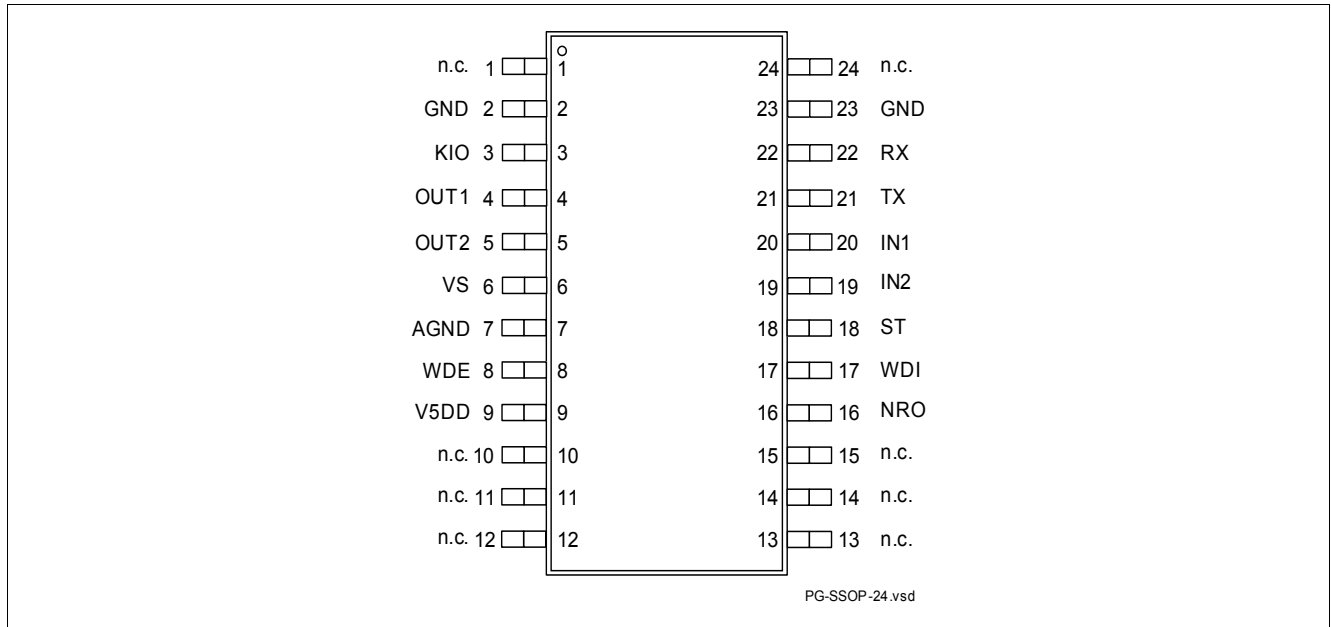 n.c. 1 1 24 24 n.c.
GND 2 2 23 23 GND
KIO 3 3 22 22 RX
OUT1 4 4 21 21 TX
OUT2 5 5 20 20 IN1
VS 6 6 19 19 IN2
AGND 7 7 18 18 ST
WDE 8 8 17 17 WDI
V5DD 9 9 16 16 NRO
n.c. 10 10 15 15 n.c.
n.c. 11 11 14 14 n.c.
n.c. 12 12 13 13 n.c.
PG-SSOP-24.vsd